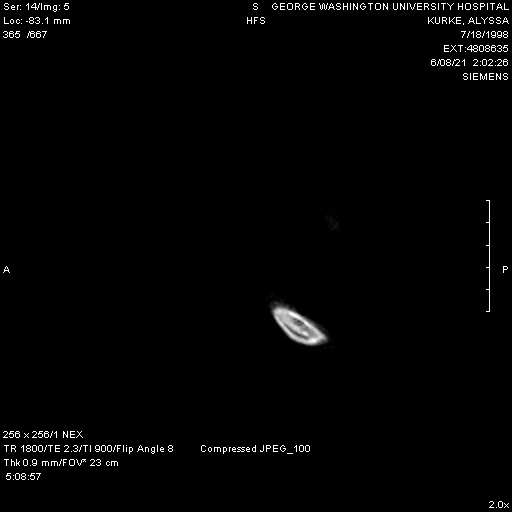 Ser: 14/Img: 5
Loc: -83.1 mm
365 /667
S GEORGE WASHINGTON UNIVERSITY HOSPITAL
HFS KURKE, ALYSSA
7/18/1998
EXT:4808635
6/08/21 2:02:26
SIEMENS
A
P
256 x 256/1 NEX
TR 1800/TE 2.3/TI 900/Flip Angle 8 Compressed JPEG_100
Thk 0.9 mm/FOV* 23 cm
5:08:57
2.0x